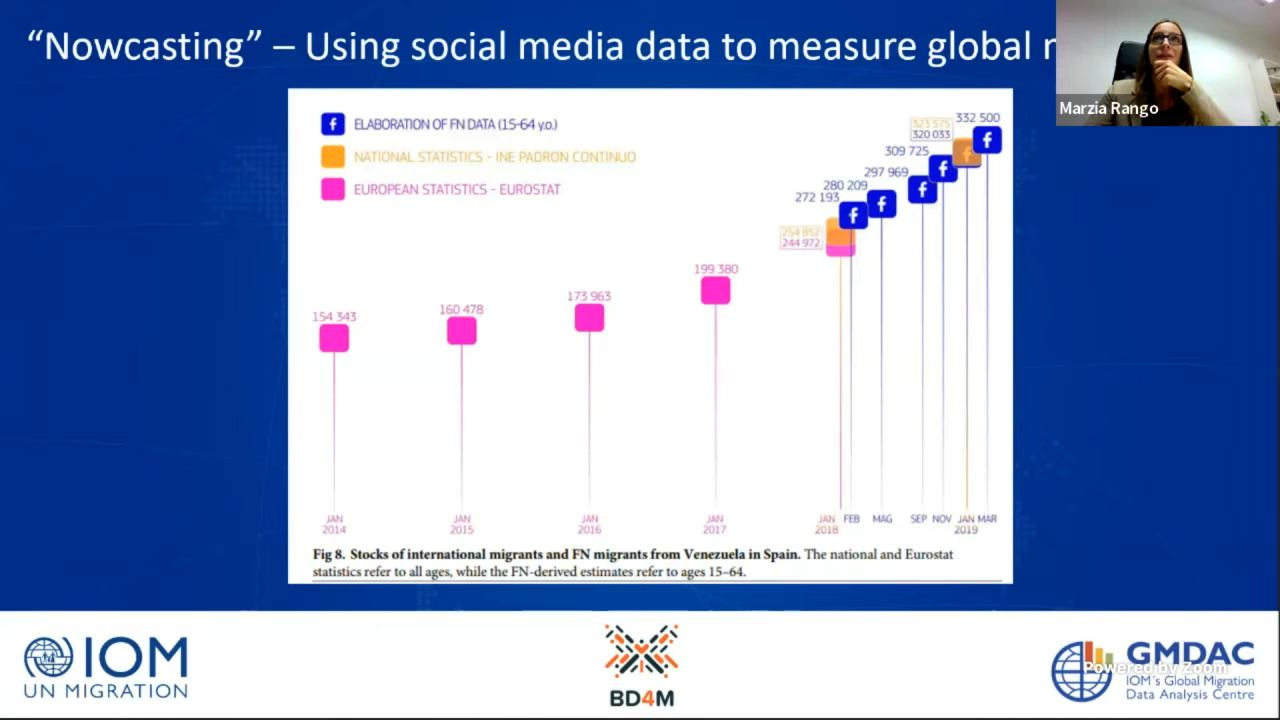 “Nowcasting” – Using social media data to measure global
Marzia Rango
ELABORATION OF FN DATA (15-64 y.o.)
NATIONAL STATISTICS - INE PADRON CONTINUO
EUROPEAN STATISTICS - EUROSTAT
154 343
160 478
173 963
199 380
254 852
244 972
272 193
280 209
297 969
309 725
323 575
320 033
332 500
JAN 2014
JAN 2015
JAN 2016
JAN 2017
JAN 2018
FEB
MAG
SEP
NOV
JAN 2019
MAR
Fig 8. Stocks of international migrants and FN migrants from Venezuela in Spain. The national and Eurostat
statistics refer to all ages, while the FN-derived estimates refer to ages 15–64.
IOM
UN MIGRATION
BD4M
GMDAC
IOM's Global Migration
Data Analysis Centre
Powered by Zoom